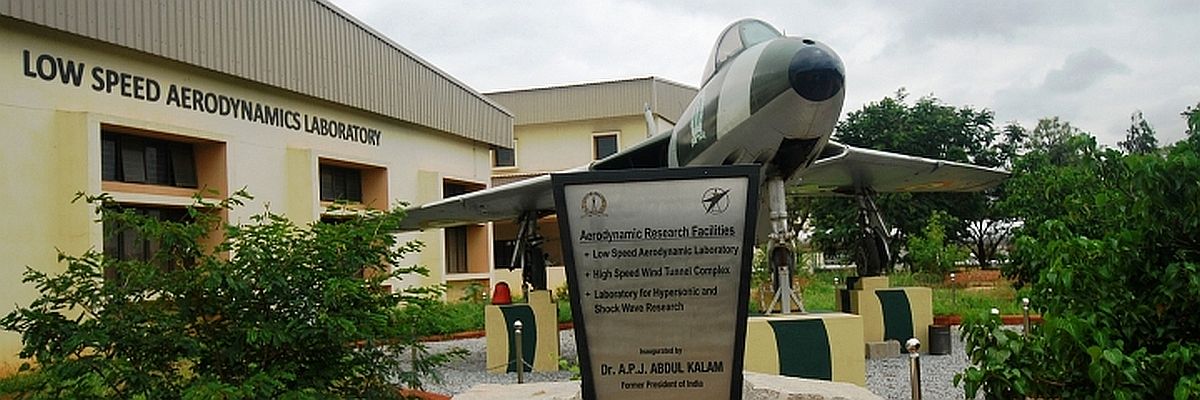 LOW SPEED AERODYNAMICS LABORATORY
Aerodynamic Research Facilities
+ Low Speed Aerodynamic Laboratory
+ High Speed Wind Tunnel Complex
+ Laboratory for Hypersonic and
Shock Wave Research
Inaugurated by
Dr. A.P.J. ABDUL KALAM
Former President of India